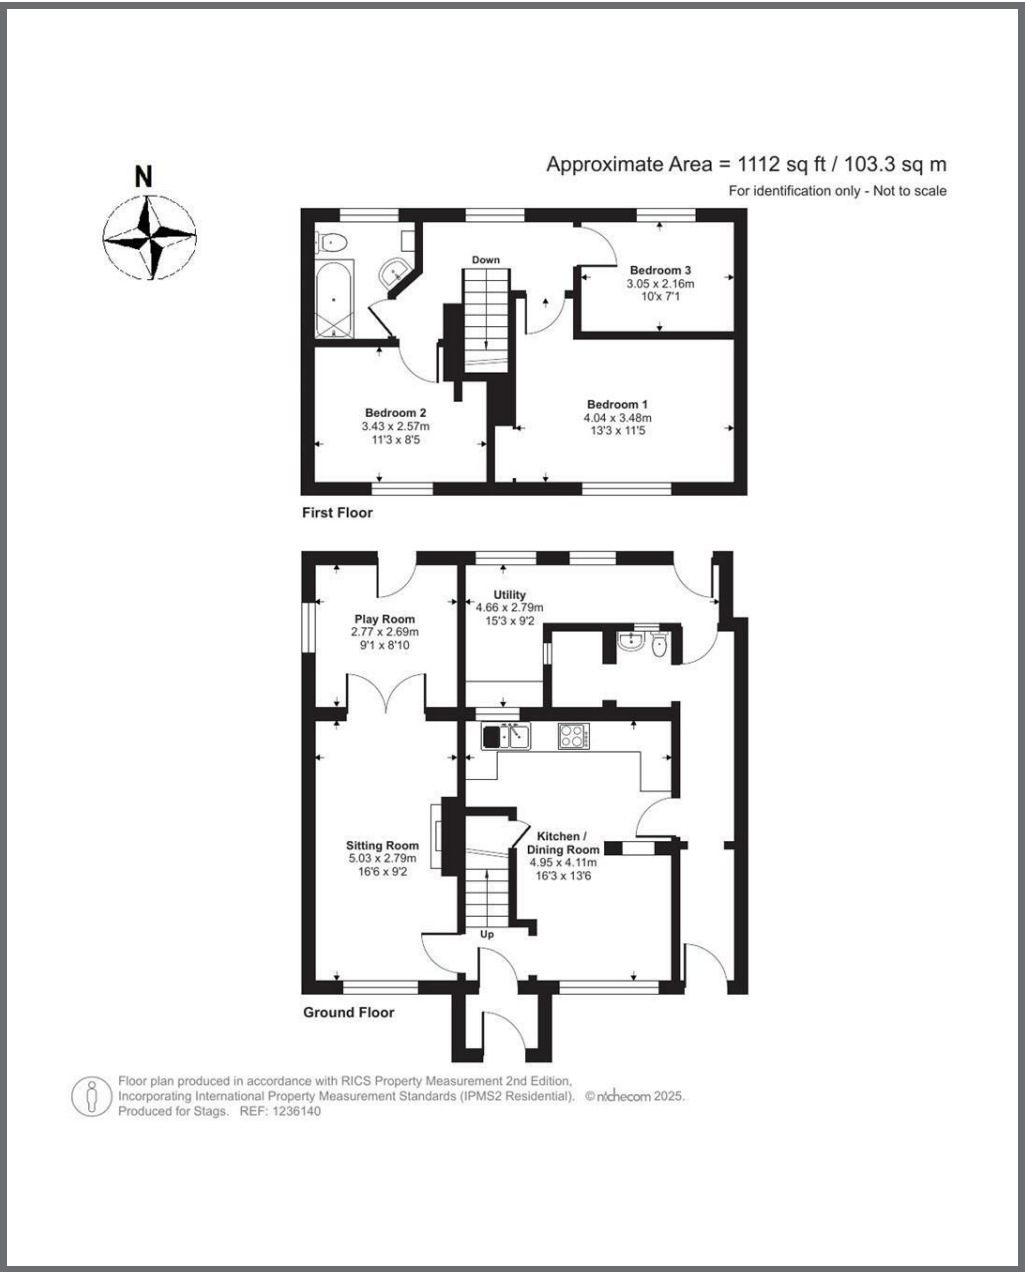 N
Approximate Area = 1112 sq ft / 103.3 sq m
For identification only - Not to scale
Down
Bedroom 3
3.05 x 2.16m
10'x 7'1
Bedroom 2
3.43 x 2.57m
11'3 x 8'5
Bedroom 1
4.04 x 3.48m
13'3 x 11'5
First Floor
Play Room
2.77 x 2.69m
9'1 x 8'10
Utility
4.66 x 2.79m
15'3 x 9'2
Sitting Room
5.03 x 2.79m
16'6 x 9'2
Kitchen /
Dining Room
4.95 x 4.11m
16'3 x 13'6
Up
Ground Floor
Floor plan produced in accordance with RICS Property Measurement 2nd Edition,
Incorporating International Property Measurement Standards (IPMS2 Residential). © nichecom 2025.
Produced for Stags. REF: 1236140